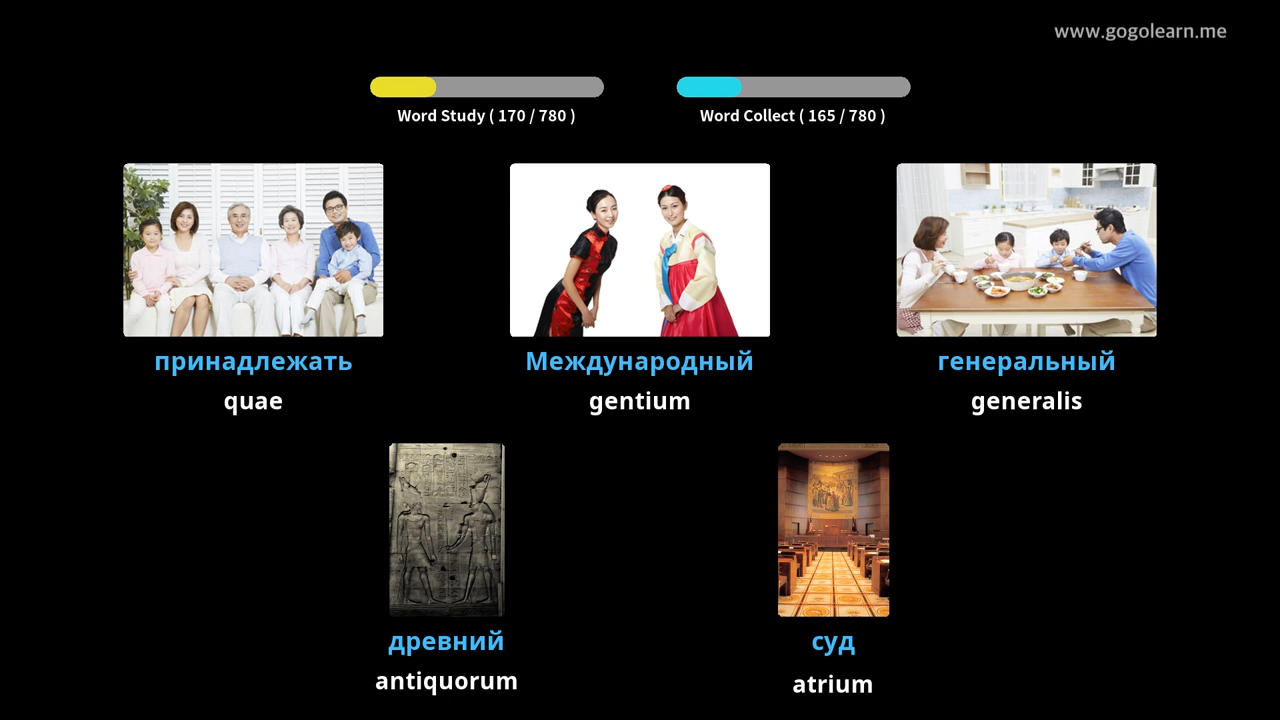 www.gogolearn.me
Word Study ( 170 / 780 )
Word Collect ( 165 / 780 )
принадлежать
quae
Международный
gentium
генеральный
generalis
древний
antiquorum
суд
atrium